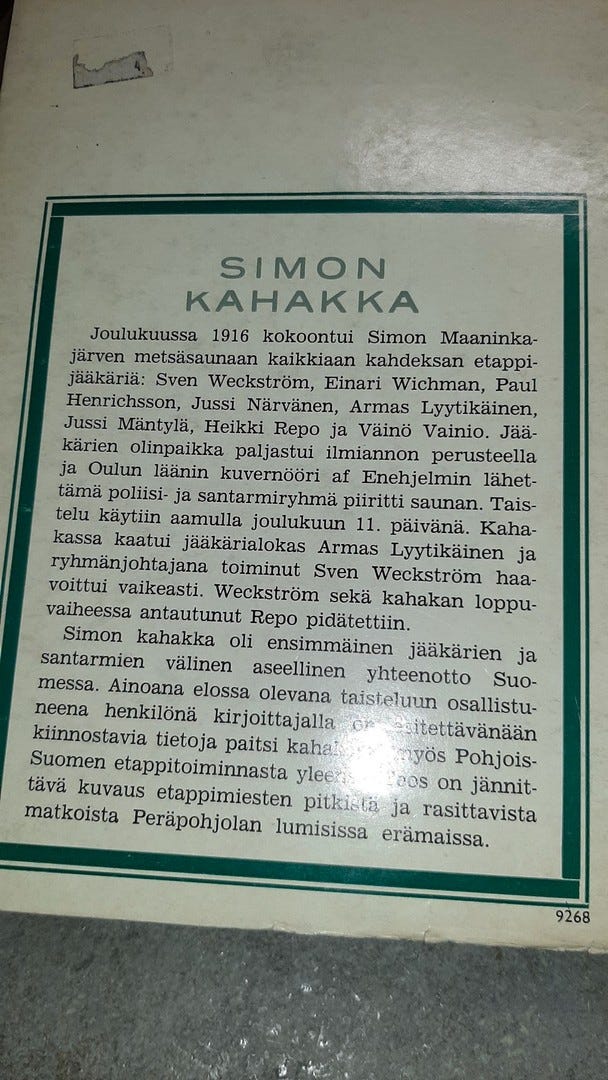 SIMON
KAHAKKA
Joulukuussa 1916 kokoontui Simon Maaninka-
järven metsäsaunaan kaikkiaan kahdeksan etappi-
jääkäriä: Sven Weckström, Einari Wichman, Paul
Henrichsson, Jussi Närvänen, Armas Lyytikäinen,
Jussi Mäntylä, Heikki Repo ja Väinö Vainio. Jää-
kärien olinpaikka paljastui ilmiannon perusteella
ja Oulun läänin kuvernööri af Enehjelmin lähet-
tämä poliisi- ja santarmiryhmä piiritti saunan. Tais-
telu käytiin aamulla joulukuun 11. päivänä. Kaha-
kassa kaatui jääkärialokas Armas Lyytikäinen ja
ryhmänjohtajana toiminut Sven Weckström haa-
voittui vaikeasti. Weckström sekä kahakan loppu-
vaiheessa antautunut Repo pidätettiin.
Simon kahakka oli ensimmäinen jääkärien ja
santarmien välinen aseellinen yhteenotto Suo-
messa. Ainoana elossa olevana taisteluun osallistu-
neena henkilönä kirjoittajalla on esitettävänään
kiinnostavia tietoja paitsi myös Pohjois-
Suomen etappitoiminnasta on jännit-
tävä kuvaus etappimiesten pitkistä ja rasittavista
matkoista Peräpohjolan lumisissa erämaissa.
9268